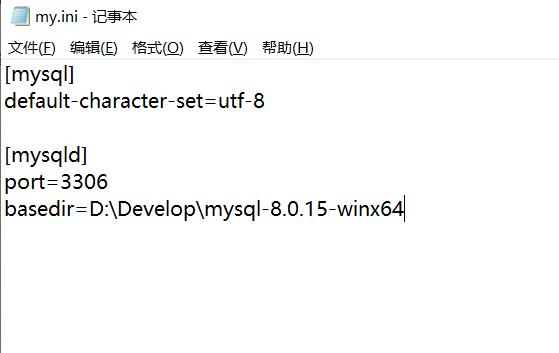 my.ini - 记事本
文件(F) 编辑(E) 格式(O) 查看(V) 帮助(H)
[mysql]
default-character-set=utf-8
[mysqld]
port=3306
basedir=D:\Develop\mysql-8.0.15-winx64